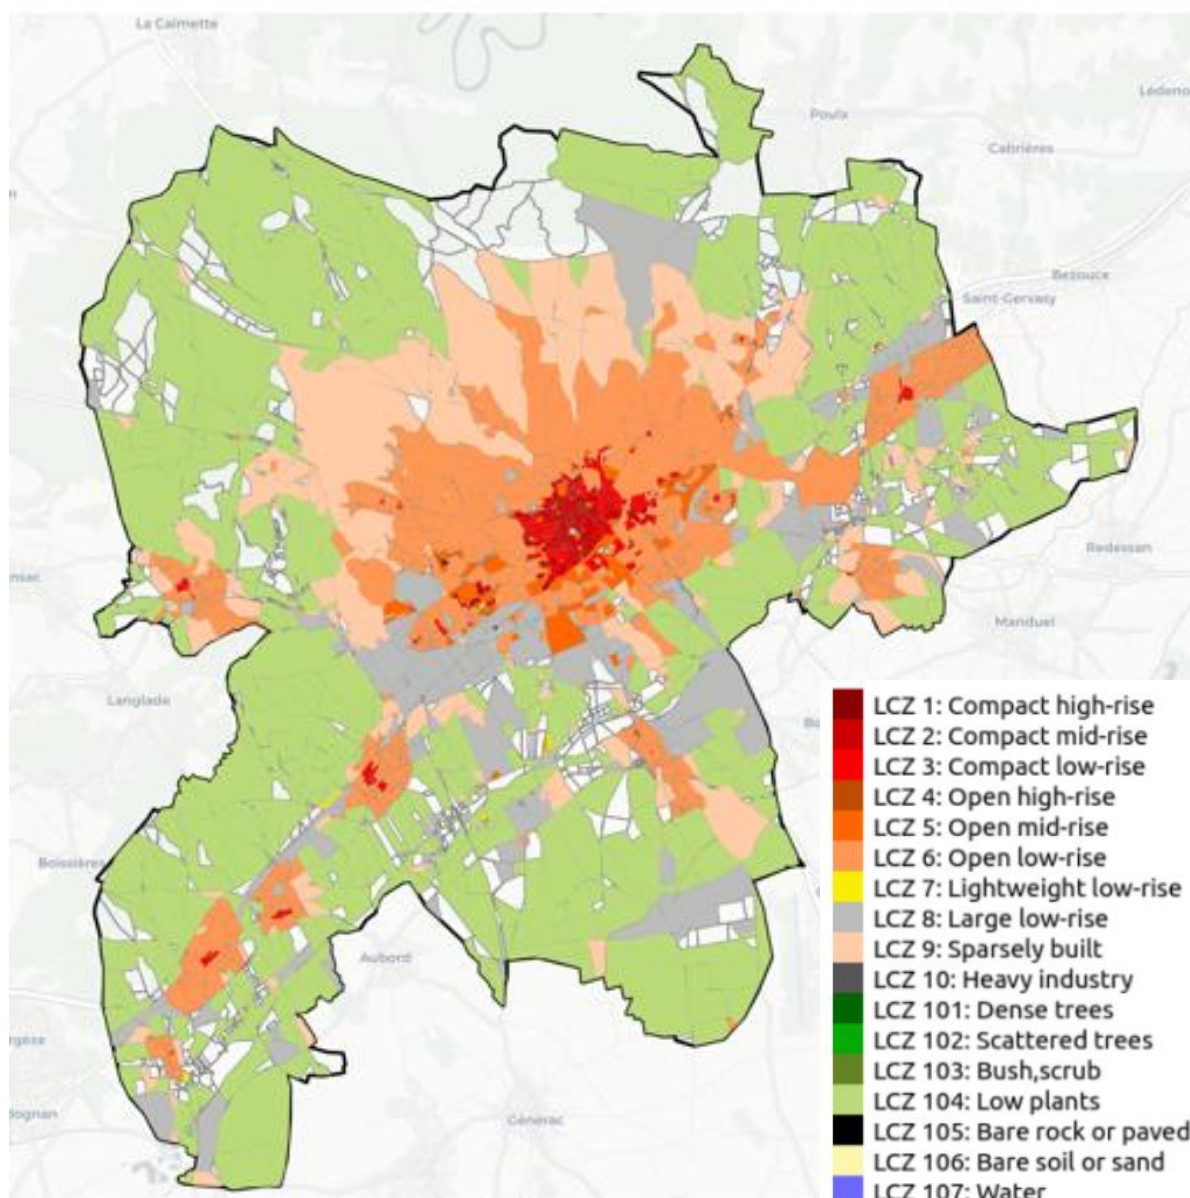 La Calmette
Lédeno
Poulx
Cabrières
Bezouce
Saint-Gervasy
Redessan
Manduel
Langlade
Bo
Boissières
Aubord
Générac
LCZ 1: Compact high-rise
LCZ 2: Compact mid-rise
LCZ 3: Compact low-rise
LCZ 4: Open high-rise
LCZ 5: Open mid-rise
LCZ 6: Open low-rise
LCZ 7: Lightweight low-rise
LCZ 8: Large low-rise
LCZ 9: Sparsely built
LCZ 10: Heavy industry
LCZ 101: Dense trees
LCZ 102: Scattered trees
LCZ 103: Bush,scrub
LCZ 104: Low plants
LCZ 105: Bare rock or paved
LCZ 106: Bare soil or sand
LCZ 107: Water